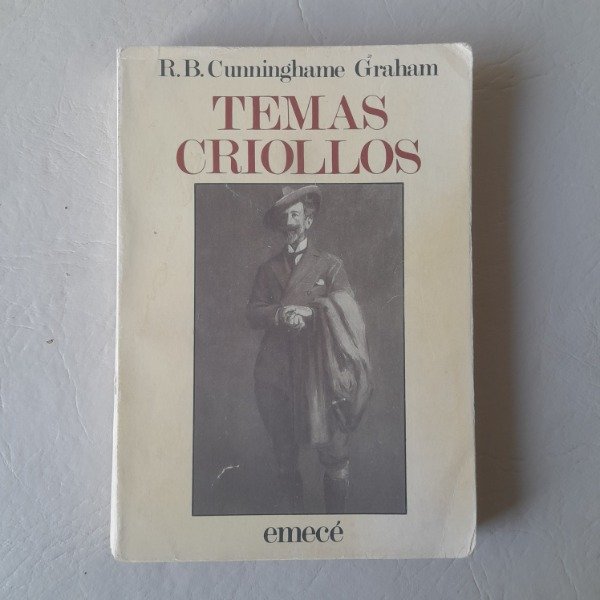 R. B. Cunninghame Graham
TEMAS
CRIOLLOS
emecé